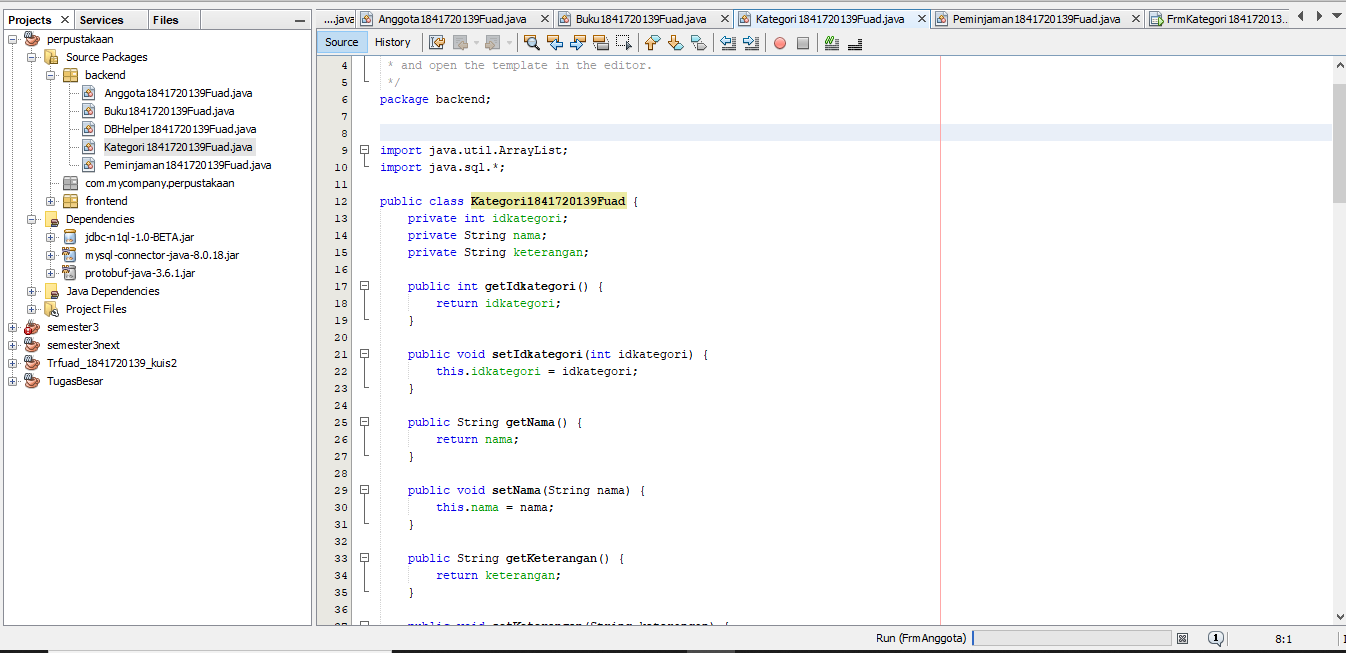 Projects Services Files
perpustakaan
Source Packages
backend
Anggota1841720139Fuad.java
Buku1841720139Fuad.java
DBHelper1841720139Fuad.java
Kategori1841720139Fuad.java
Peminjaman1841720139Fuad.java
com.mycompany.perpustakaan
frontend
Dependencies
jdbc-n1ql-1.0-BETA.jar
mysql-connector-java-8.0.18.jar
protobuf-java-3.6.1.jar
Java Dependencies
Project Files
semester3
semester3next
Trfuad_1841720139_kuis2
TugasBesar
....java Anggota1841720139Fuad.java Buku1841720139Fuad.java Kategori1841720139Fuad.java Peminjaman1841720139Fuad.java FrmKategori184172013...
Source History
4 * and open the template in the editor.
5 */
6 package backend;
7
8
9 import java.util.ArrayList;
10 import java.sql.*;
11
12 public class Kategori1841720139Fuad {
13 private int idkategori;
14 private String nama;
15 private String keterangan;
16
17 public int getIdkategori() {
18 return idkategori;
19 }
20
21 public void setIdkategori(int idkategori) {
22 this.idkategori = idkategori;
23 }
24
25 public String getNama() {
26 return nama;
27 }
28
29 public void setNama(String nama) {
30 this.nama = nama;
31 }
32
33 public String getKeterangan() {
34 return keterangan;
35 }
36
37 public void setKeterangan(String keterangan) {
Run (FrmAnggota) 1 8:1